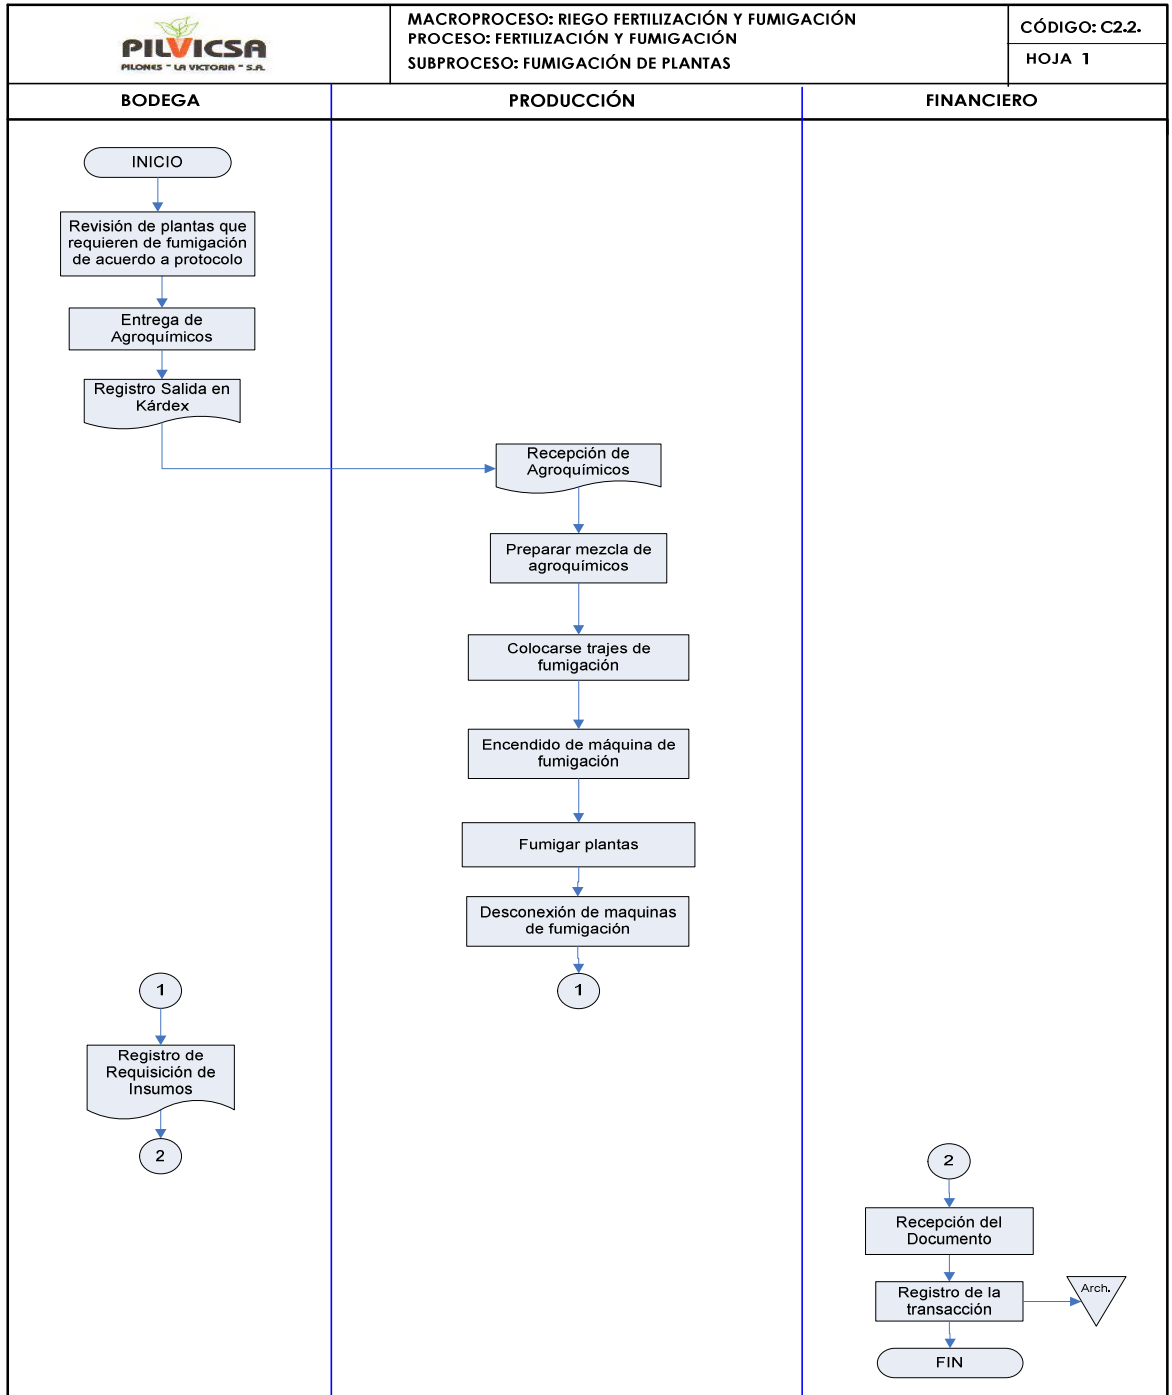 PILVICSA
PILONES "LA VICTORIA" S.A.
MACROPROCESO: RIEGO FERTILIZACIÓN Y FUMIGACIÓN
PROCESO: FERTILIZACIÓN Y FUMIGACIÓN
SUBPROCESO: FUMIGACIÓN DE PLANTAS
CÓDIGO: C2.2.
HOJA 1
BODEGA
PRODUCCIÓN
FINANCIERO
INICIO
Revisión de plantas que
requieren de fumigación
de acuerdo a protocolo
Entrega de
Agroquímicos
Registro Salida en
Kárdex
Recepción de
Agroquímicos
Preparar mezcla de
agroquímicos
Colocarse trajes de
fumigación
Encendido de máquina de
fumigación
Fumigar plantas
Desconexión de maquinas
de fumigación
1
1
Registro de
Requisición de
Insumos
2
2
Recepción del
Documento
Registro de la
transacción
Arch.
FIN